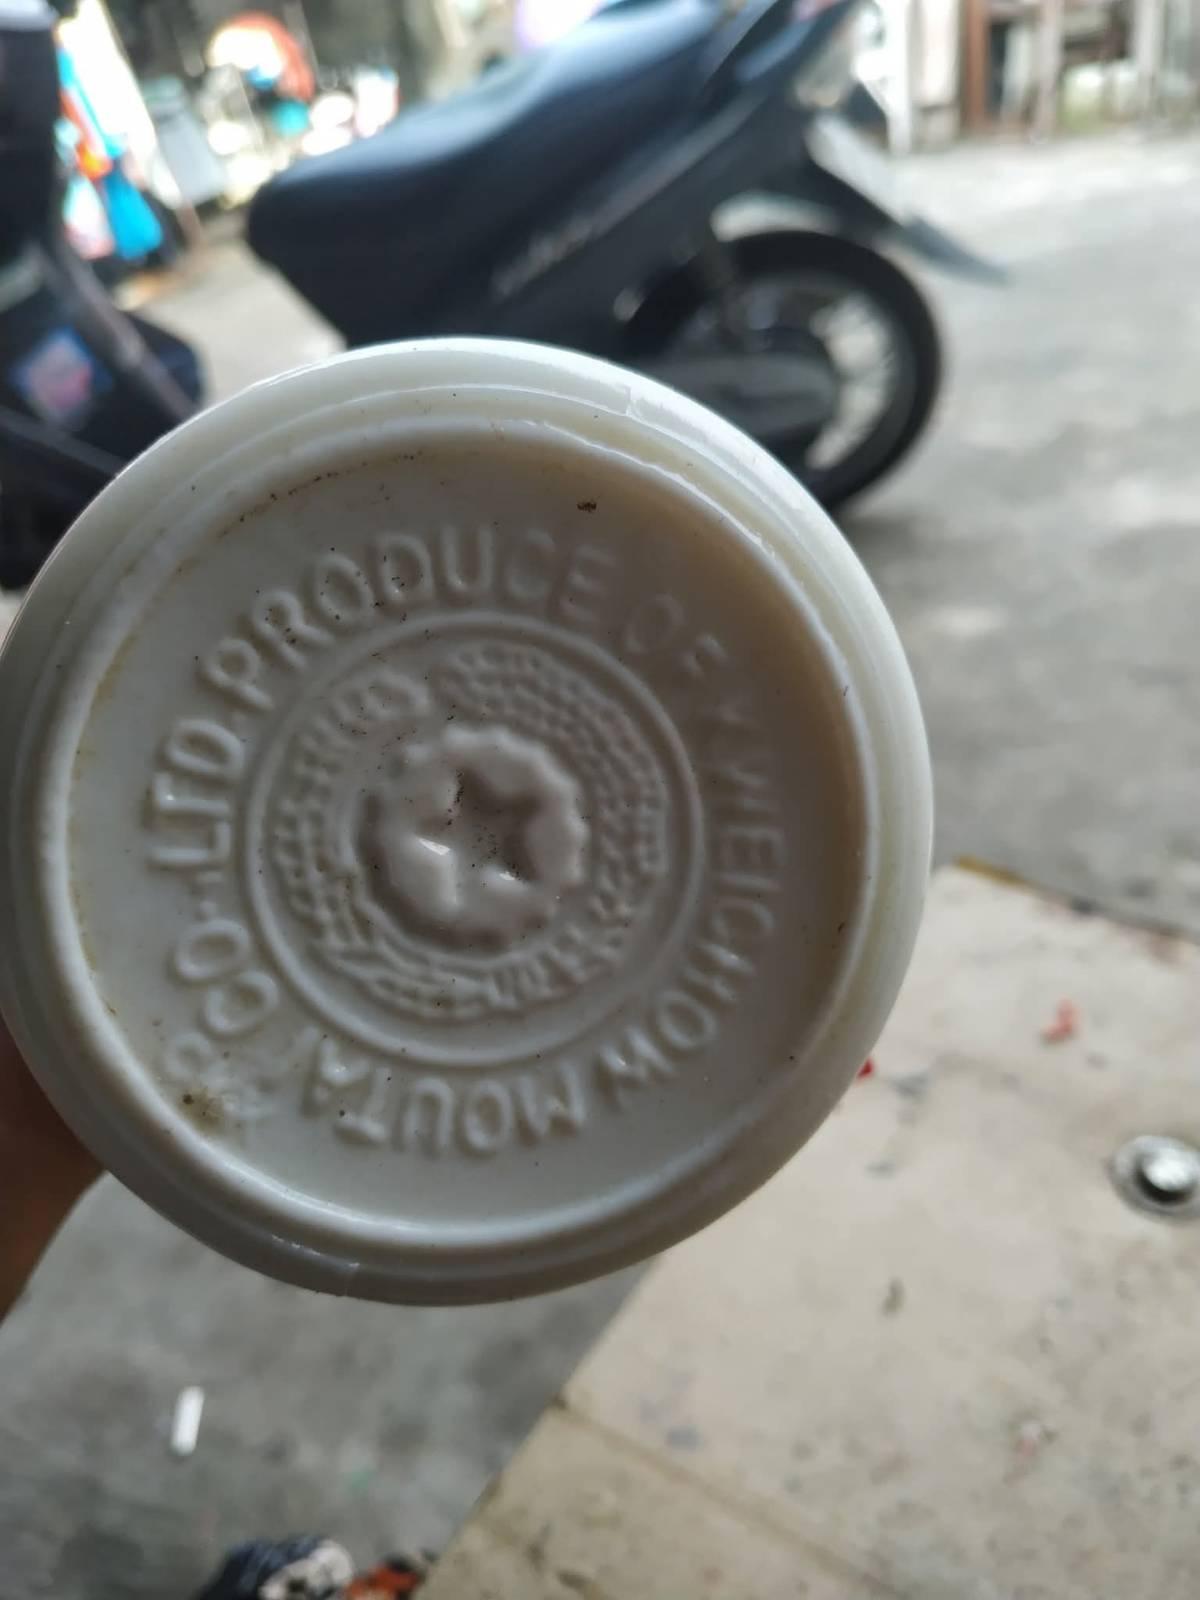 PRODUCE OF KWEICHOW MOUTAI CO., LTD.